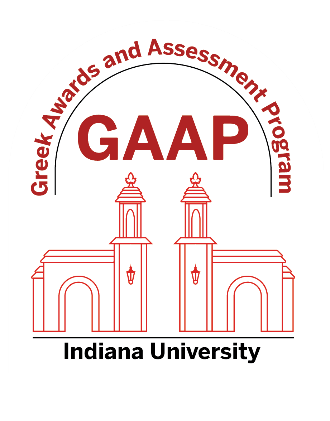 Greek Awards and Assessment Program
GAAP
Indiana University